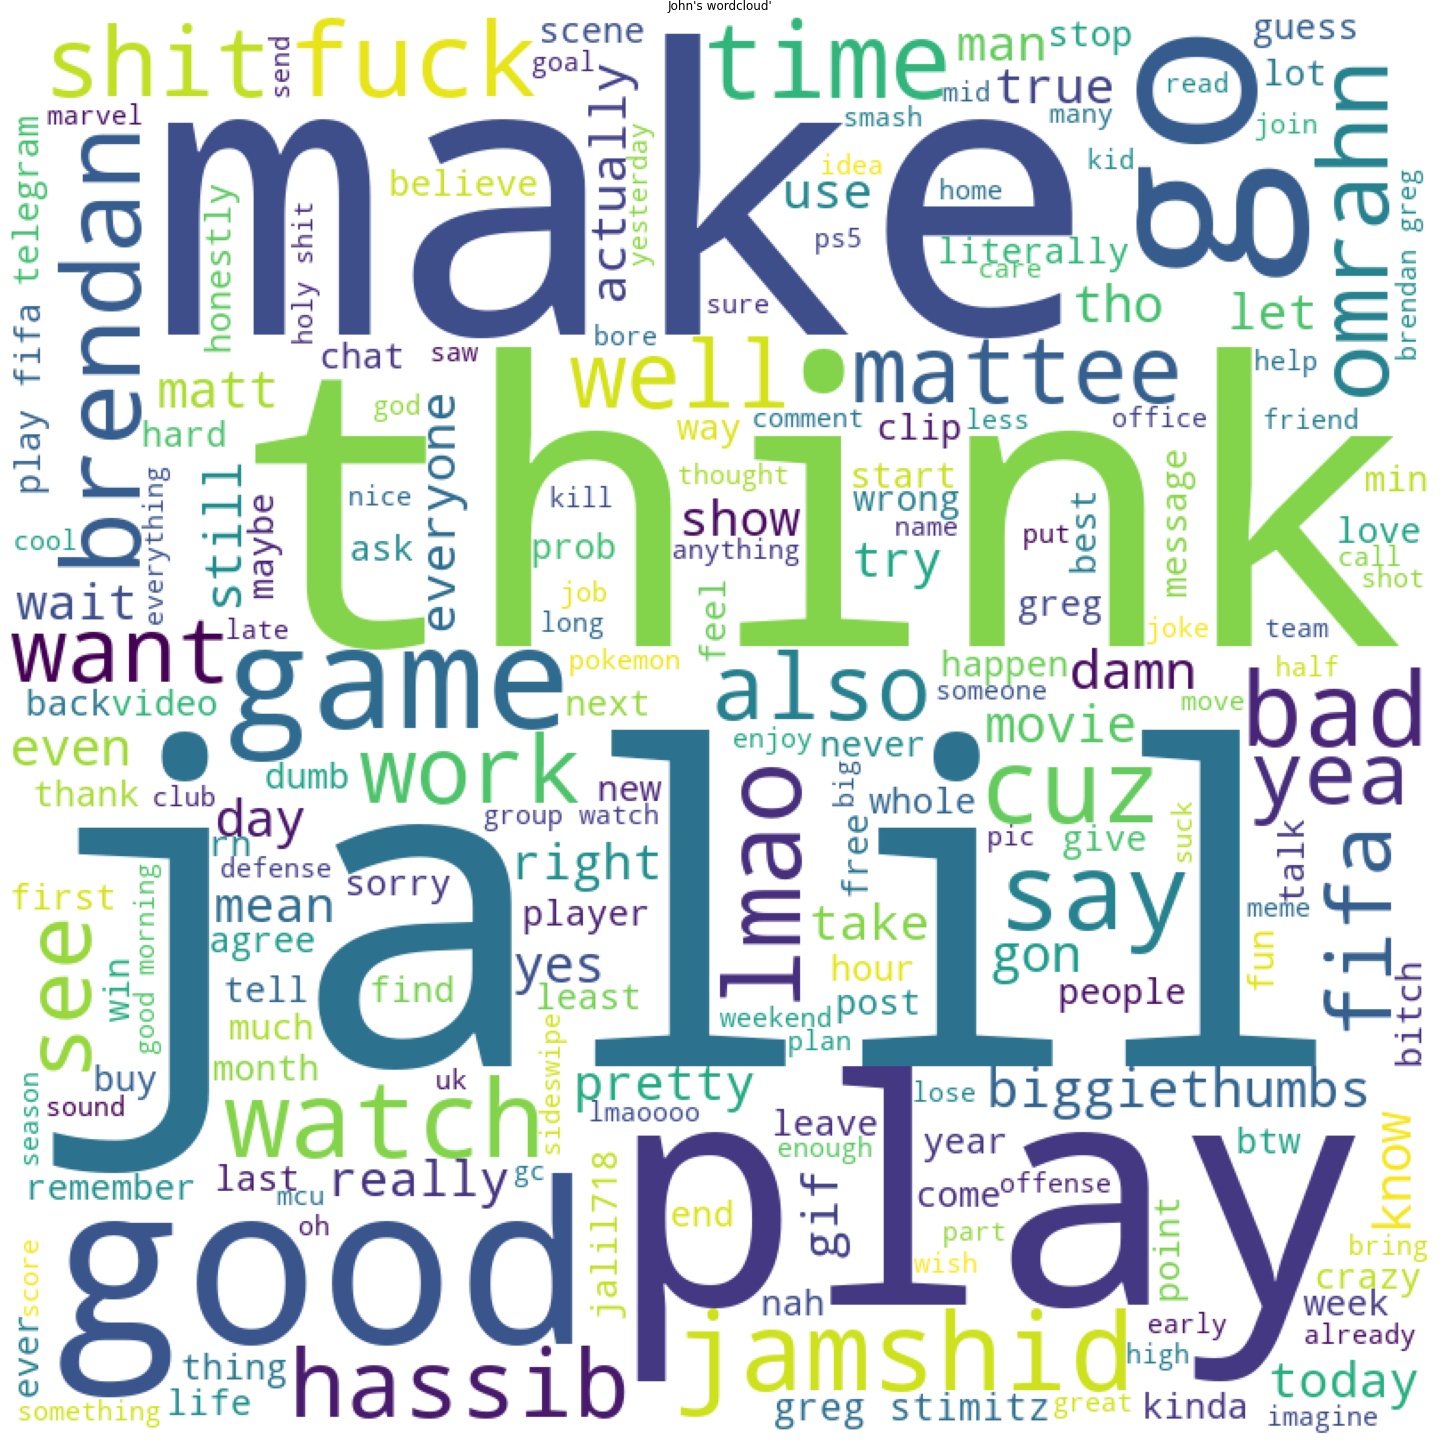 John's wordcloud'
shit
send
fuck
scene
goal
actually
time
man
stop
guess
mid
true
read
lot
marvel
make
smash
many
go
join
omrahn
telegram
brendan
honestly
holy shit
believe
yesterday
idea
use
home
kid
ps5
literally
care
brendan greg
sure
tho
let
play fifa
chat
saw
bore
well
mattee
help
matt
god
everyone
way
comment
clip
less
office
friend
hard
think
thought
start
min
still
nice
kill
show
wrong
name
best
message
love
cool
everything
maybe
ask
prob
anything
try
put
call
shot
wait
job
feel
greg
want
late
long
joke
team
game
pokemon
also
happen
damn
half
bad
back
video
next
someone
move
even
enjoy
never
movie
yea
dumb
work
new
lmao
big
cuz
thank
club
day
group watch
whole
suck
talk
rn
jalil
right
free
pic
give
fifa
first
defense
sorry
say
see
good morning
mean
player
take
meme
agree
yes
gon
fun
win
tell
find
least
hour
people
bitch
much
weekend
post
sideswipe
plan
buy
month
uk
pretty
lose
biggiethumbs
season
sound
watch
lmaoooo
leave
year
btw
know
enough
remember
last
mcu
really
gc
play
gif
come
offense
oh
jalil718
end
part
point
good
wish
bring
score
crazy
ever
nah
week
thing
hassib
jamshid
early
already
high
today
something
life
greg stimitz
great
kinda
imagine